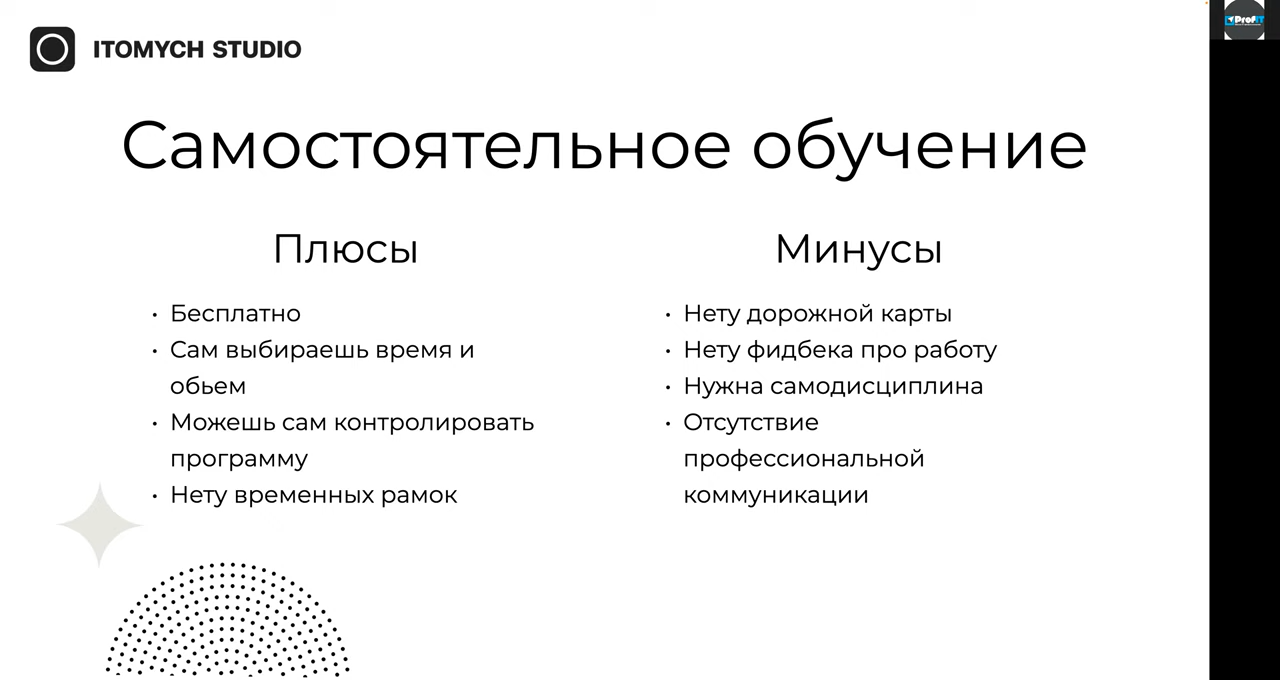 ITOMYCH STUDIO
ProfIT
Самостоятельное обучение
Плюсы
• Бесплатно
• Сам выбираешь время и
обьем
• Можешь сам контролировать
программу
• Нету временных рамок
Минусы
• Нету дорожной карты
• Нету фидбека про работу
• Нужна самодисциплина
• Отсутствие
профессиональной
коммуникации